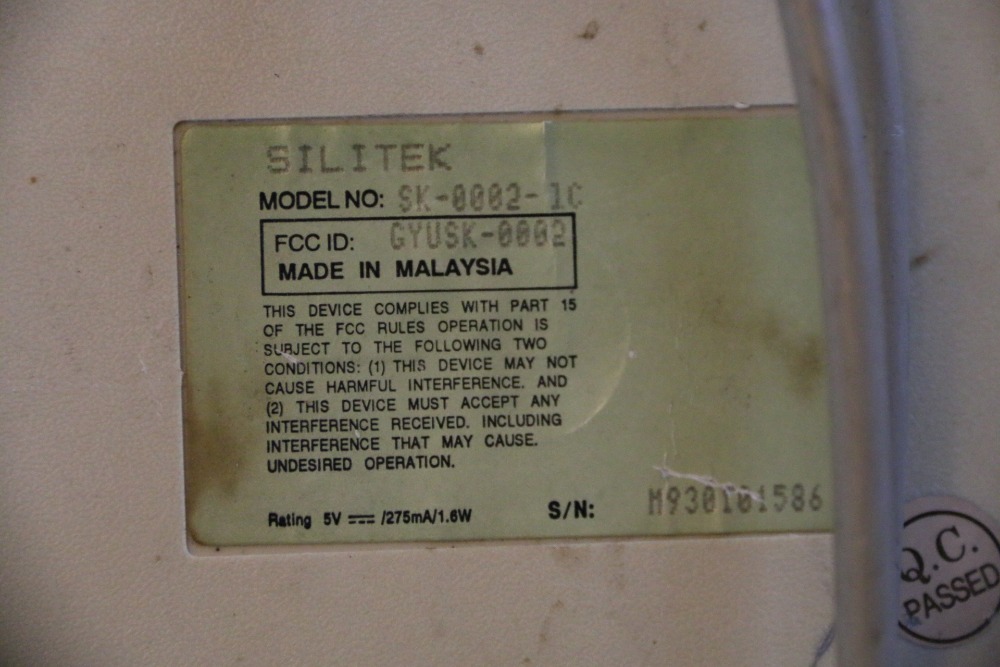 SILITEK
MODEL NO: SK-0002-1C
FCC ID: GYUSK-0002
MADE IN MALAYSIA
THIS DEVICE COMPLIES WITH PART 15
OF THE FCC RULES OPERATION IS
SUBJECT TO THE FOLLOWING TWO
CONDITIONS: (1) THIS DEVICE MAY NOT
CAUSE HARMFUL INTERFERENCE. AND
(2) THIS DEVICE MUST ACCEPT ANY
INTERFERENCE RECEIVED. INCLUDING
INTERFERENCE THAT MAY CAUSE.
UNDESIRED OPERATION.
Rating 5V ⎓ /275mA/1.6W S/N: M930101586
Q.C.
PASSED